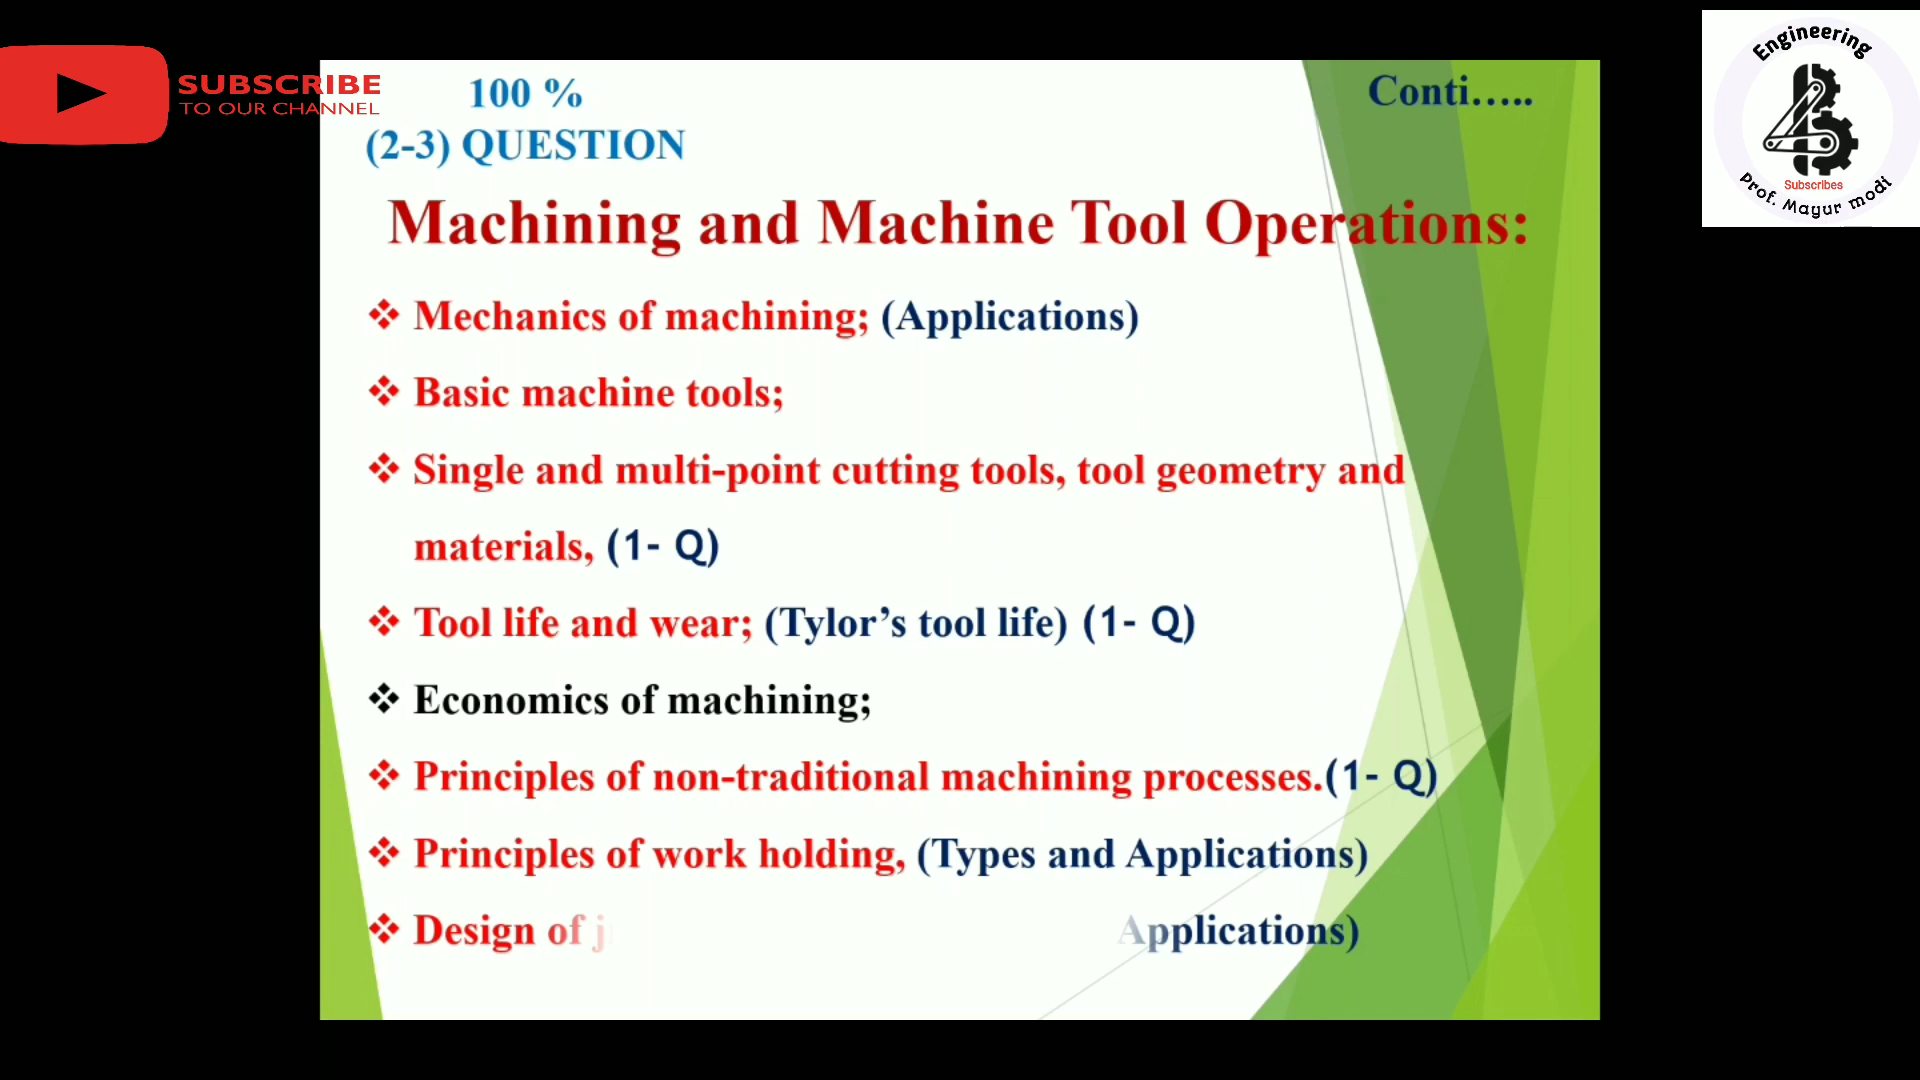 SUBSCRIBE
TO OUR CHANNEL
100 %
Conti.....
(2-3) QUESTION
Engineering
Subscribes
Prof. Mayur modi
Machining and Machine Tool Operations:
❖ Mechanics of machining; (Applications)
❖ Basic machine tools;
❖ Single and multi-point cutting tools, tool geometry and
materials, (1- Q)
❖ Tool life and wear; (Tylor’s tool life) (1- Q)
❖ Economics of machining;
❖ Principles of non-traditional machining processes.(1- Q)
❖ Principles of work holding, (Types and Applications)
❖ Design of Applications)